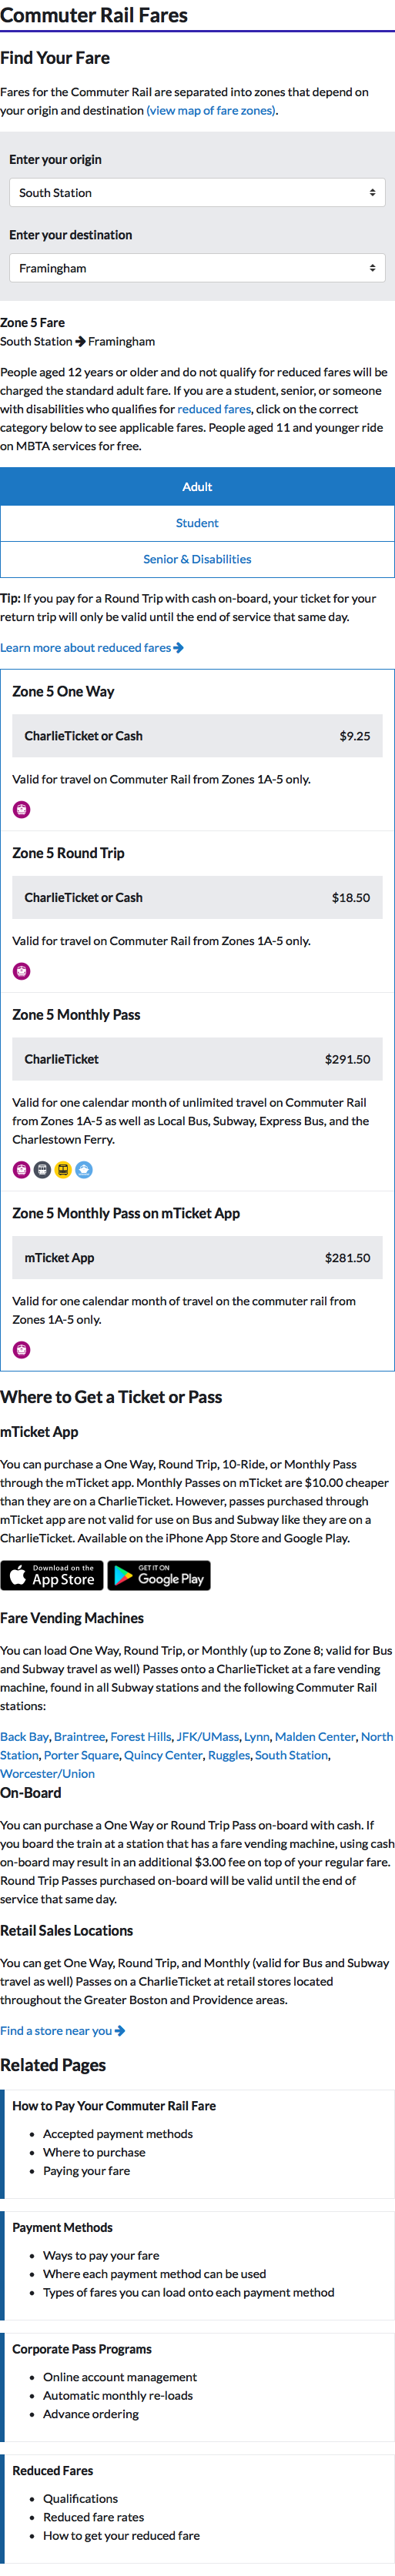 Commuter Rail Fares
Find Your Fare
Fares for the Commuter Rail are separated into zones that depend on
your origin and destination (view map of fare zones).
Enter your origin
South Station
Enter your destination
Framingham
Zone 5 Fare
South Station → Framingham
People aged 12 years or older and do not qualify for reduced fares will be
charged the standard adult fare. If you are a student, senior, or someone
with disabilities who qualifies for reduced fares, click on the correct
category below to see applicable fares. People aged 11 and younger ride
on MBTA services for free.
Adult
Student
Senior & Disabilities
Tip: If you pay for a Round Trip with cash on-board, your ticket for your
return trip will only be valid until the end of service that same day.
Learn more about reduced fares →
Zone 5 One Way
CharlieTicket or Cash $9.25
Valid for travel on Commuter Rail from Zones 1A-5 only.
Zone 5 Round Trip
CharlieTicket or Cash $18.50
Valid for travel on Commuter Rail from Zones 1A-5 only.
Zone 5 Monthly Pass
CharlieTicket $291.50
Valid for one calendar month of unlimited travel on Commuter Rail
from Zones 1A-5 as well as Local Bus, Subway, Express Bus, and the
Charlestown Ferry.
Zone 5 Monthly Pass on mTicket App
mTicket App $281.50
Valid for one calendar month of travel on the commuter rail from
Zones 1A-5 only.
Where to Get a Ticket or Pass
mTicket App
You can purchase a One Way, Round Trip, 10-Ride, or Monthly Pass
through the mTicket app. Monthly Passes on mTicket are $10.00 cheaper
than they are on a CharlieTicket. However, passes purchased through
mTicket app are not valid for use on Bus and Subway like they are on a
CharlieTicket. Available on the iPhone App Store and Google Play.
Download on the App Store
GET IT ON Google Play
Fare Vending Machines
You can load One Way, Round Trip, or Monthly (up to Zone 8; valid for Bus
and Subway travel as well) Passes onto a CharlieTicket at a fare vending
machine, found in all Subway stations and the following Commuter Rail
stations:
Back Bay, Braintree, Forest Hills, JFK/UMass, Lynn, Malden Center, North
Station, Porter Square, Quincy Center, Ruggles, South Station,
Worcester/Union
On-Board
You can purchase a One Way or Round Trip Pass on-board with cash. If
you board the train at a station that has a fare vending machine, using cash
on-board may result in an additional $3.00 fee on top of your regular fare.
Round Trip Passes purchased on-board will be valid until the end of
service that same day.
Retail Sales Locations
You can get One Way, Round Trip, and Monthly (valid for Bus and Subway
travel as well) Passes on a CharlieTicket at retail stores located
throughout the Greater Boston and Providence areas.
Find a store near you →
Related Pages
How to Pay Your Commuter Rail Fare
• Accepted payment methods
• Where to purchase
• Paying your fare
Payment Methods
• Ways to pay your fare
• Where each payment method can be used
• Types of fares you can load onto each payment method
Corporate Pass Programs
• Online account management
• Automatic monthly re-loads
• Advance ordering
Reduced Fares
• Qualifications
• Reduced fare rates
• How to get your reduced fare